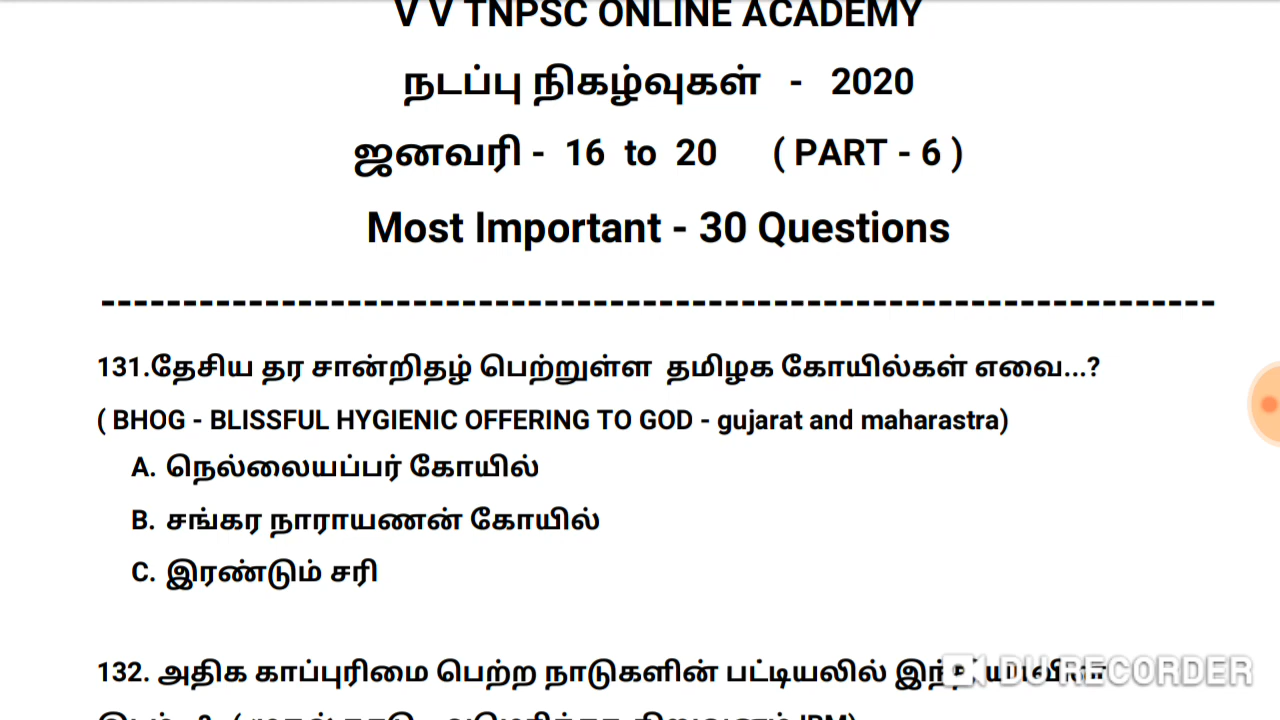 V V TNPSC ONLINE ACADEMY
நடப்பு நிகழ்வுகள் - 2020
ஜனவரி - 16 to 20 ( PART - 6 )
Most Important - 30 Questions
--------------------------------------------------------------------
131.தேசிய தர சான்றிதழ் பெற்றுள்ள தமிழக கோயில்கள் எவை...?
( BHOG - BLISSFUL HYGIENIC OFFERING TO GOD - gujarat and maharastra)
A. நெல்லையப்பர் கோயில்
B. சங்கர நாராயணன் கோயில்
C. இரண்டும் சரி
132. அதிக காப்புரிமை பெற்ற நாடுகளின் பட்டியலில் இந்தியாவின்
DU RECORDER